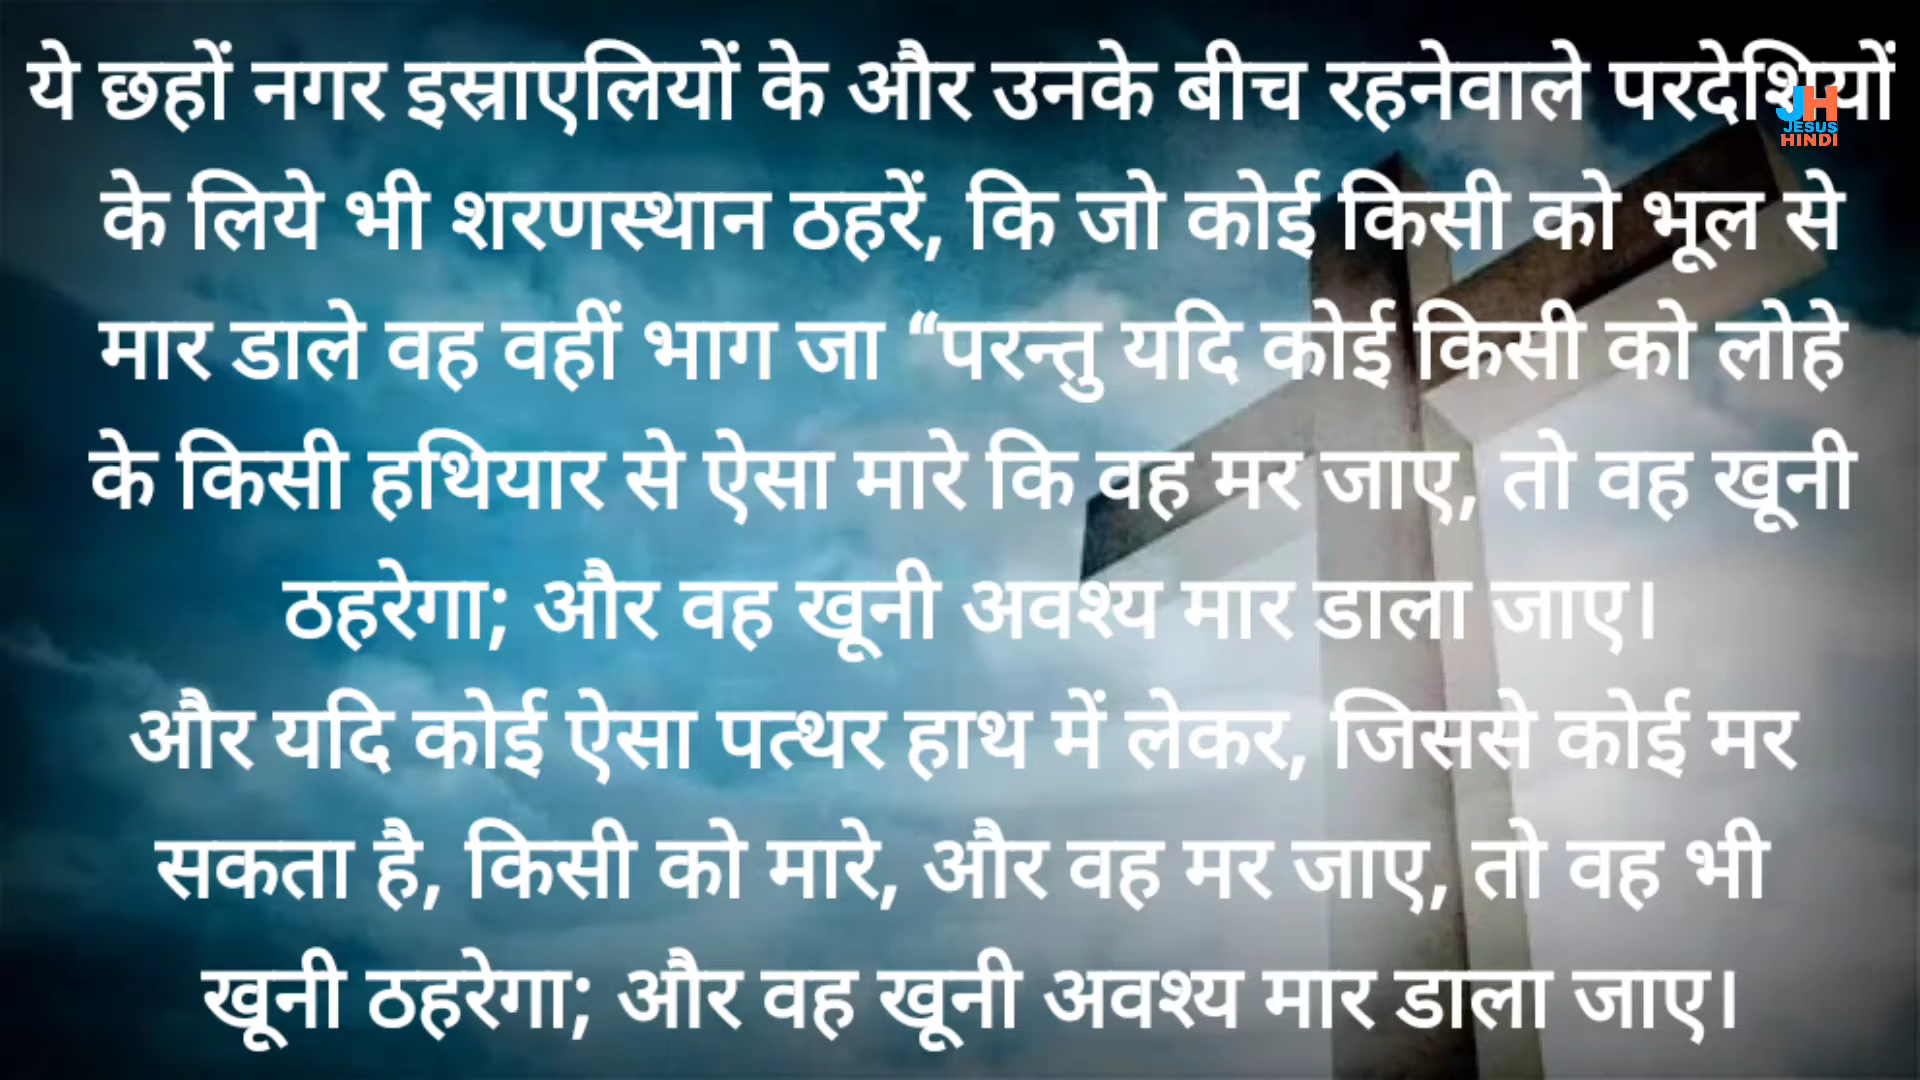 ये छहों नगर इस्राएलियों के और उनके बीच रहनेवाले परदेशियों
JH
JESUS
HINDI
के लिये भी शरणस्थान ठहरें, कि जो कोई किसी को भूल से
मार डाले वह वहीं भाग जा “परन्तु यदि कोई किसी को लोहे
के किसी हथियार से ऐसा मारे कि वह मर जाए, तो वह खूनी
ठहरेगा; और वह खूनी अवश्य मार डाला जाए।
और यदि कोई ऐसा पत्थर हाथ में लेकर, जिससे कोई मर
सकता है, किसी को मारे, और वह मर जाए, तो वह भी
खूनी ठहरेगा; और वह खूनी अवश्य मार डाला जाए।